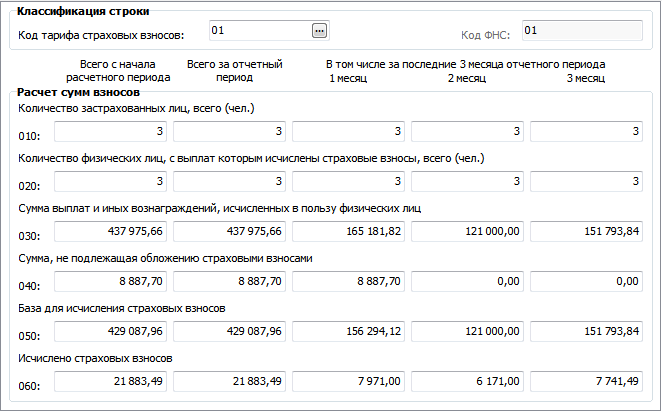 Классификация строки
Код тарифа страховых взносов: 01 ... Код ФНС: 01
Всего с начала расчетного периода Всего за отчетный период В том числе за последние 3 месяца отчетного периода
1 месяц 2 месяц 3 месяц
Расчет сумм взносов
Количество застрахованных лиц, всего (чел.)
010: 3 3 3 3 3
Количество физических лиц, с выплат которым исчислены страховые взносы, всего (чел.)
020: 3 3 3 3 3
Сумма выплат и иных вознаграждений, исчисленных в пользу физических лиц
030: 437 975,66 437 975,66 165 181,82 121 000,00 151 793,84
Сумма, не подлежащая обложению страховыми взносами
040: 8 887,70 8 887,70 8 887,70 0,00 0,00
База для исчисления страховых взносов
050: 429 087,96 429 087,96 156 294,12 121 000,00 151 793,84
Исчислено страховых взносов
060: 21 883,49 21 883,49 7 971,00 6 171,00 7 741,49